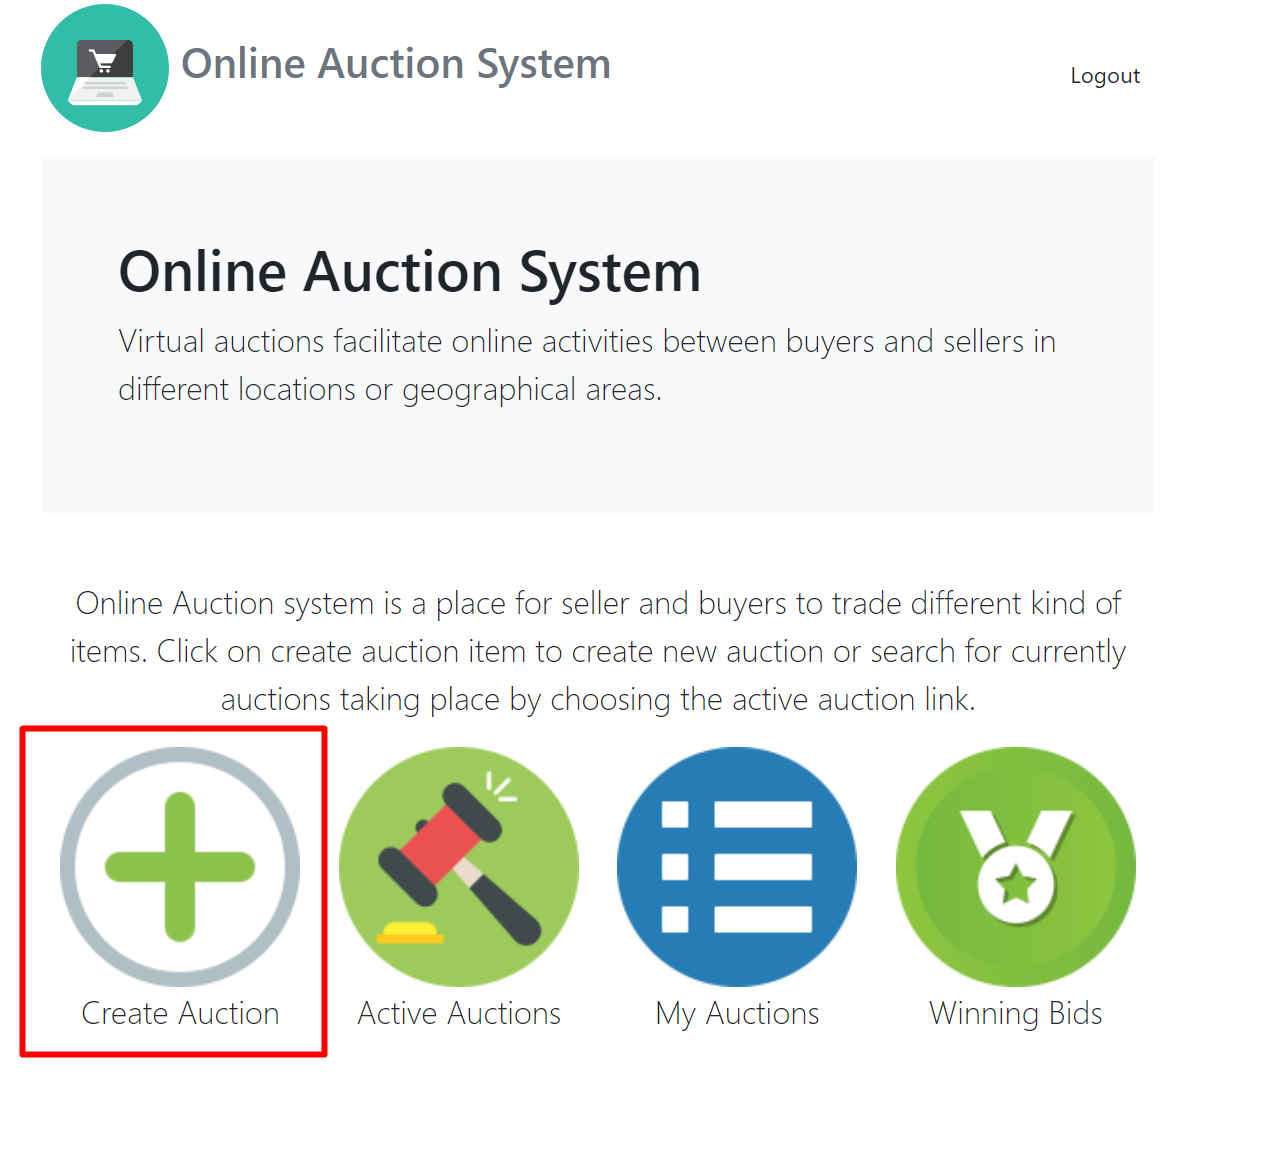 Online Auction System
Logout
Online Auction System
Virtual auctions facilitate online activities between buyers and sellers in
different locations or geographical areas.
Online Auction system is a place for seller and buyers to trade different kind of
items. Click on create auction item to create new auction or search for currently
auctions taking place by choosing the active auction link.
Create Auction
Active Auctions
My Auctions
Winning Bids